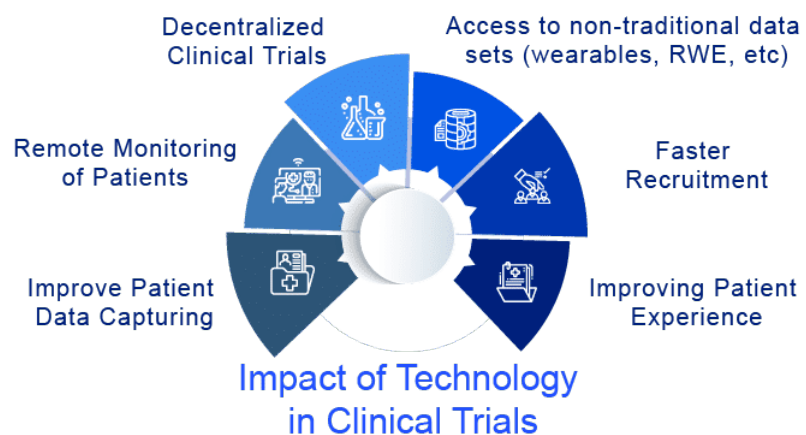 Decentralized
Clinical Trials
Access to non-traditional data
sets (wearables, RWE, etc)
Remote Monitoring
of Patients
Faster
Recruitment
Improve Patient
Data Capturing
Improving Patient
Experience
Impact of Technology
in Clinical Trials